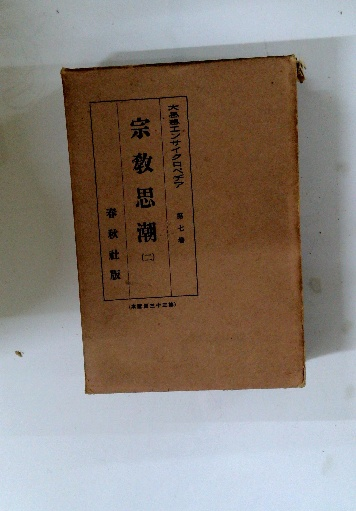 大思想エンサイクロペヂア
第七巻
宗教思潮
(二)
春秋社版